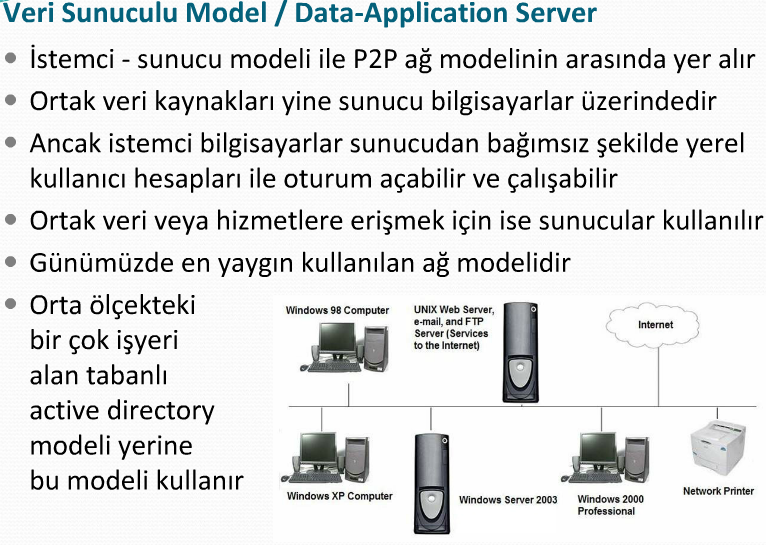 Veri Sunuculu Model / Data-Application Server
• İstemci - sunucu modeli ile P2P ağ modelinin arasında yer alır
• Ortak veri kaynakları yine sunucu bilgisayarlar üzerindedir
• Ancak istemci bilgisayarlar sunucudan bağımsız şekilde yerel
kullanıcı hesapları ile oturum açabilir ve çalışabilir
• Ortak veri veya hizmetlere erişmek için ise sunucular kullanılır
• Günümüzde en yaygın kullanılan ağ modelidir
• Orta ölçekteki
bir çok işyeri
alan tabanlı
active directory
modeli yerine
bu modeli kullanır
Windows 98 Computer
UNIX Web Server,
e-mail, and FTP
Server (Services
to the Internet)
Internet
Windows XP Computer
Windows Server 2003
Windows 2000
Professional
Network Printer